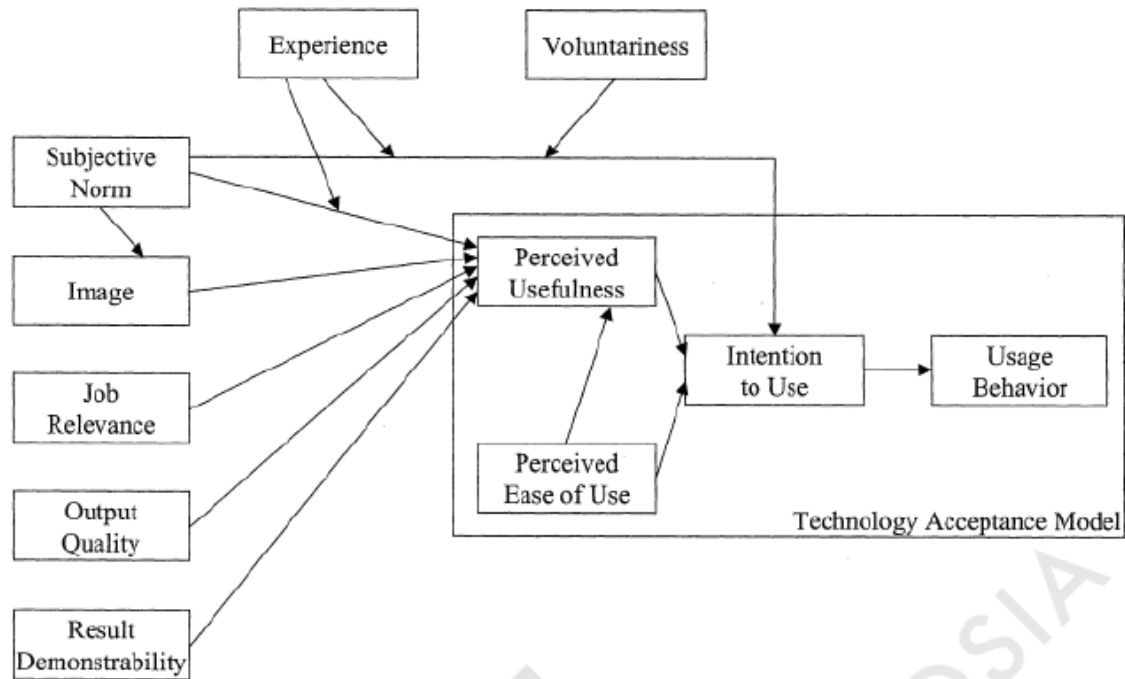 Experience
Voluntariness
Subjective
Norm
Image
Perceived
Usefulness
Job
Relevance
Intention
to Use
Usage
Behavior
Perceived
Ease of Use
Output
Quality
Technology Acceptance Model
Result
Demonstrability